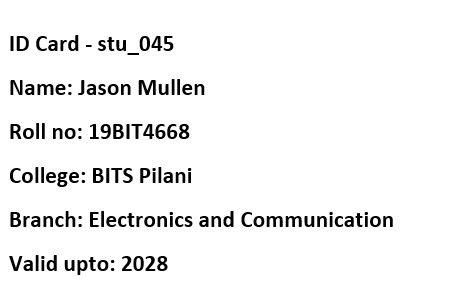 ID Card - stu_045
Name: Jason Mullen
Roll no: 19BIT4668
College: BITS Pilani
Branch: Electronics and Communication
Valid upto: 2028